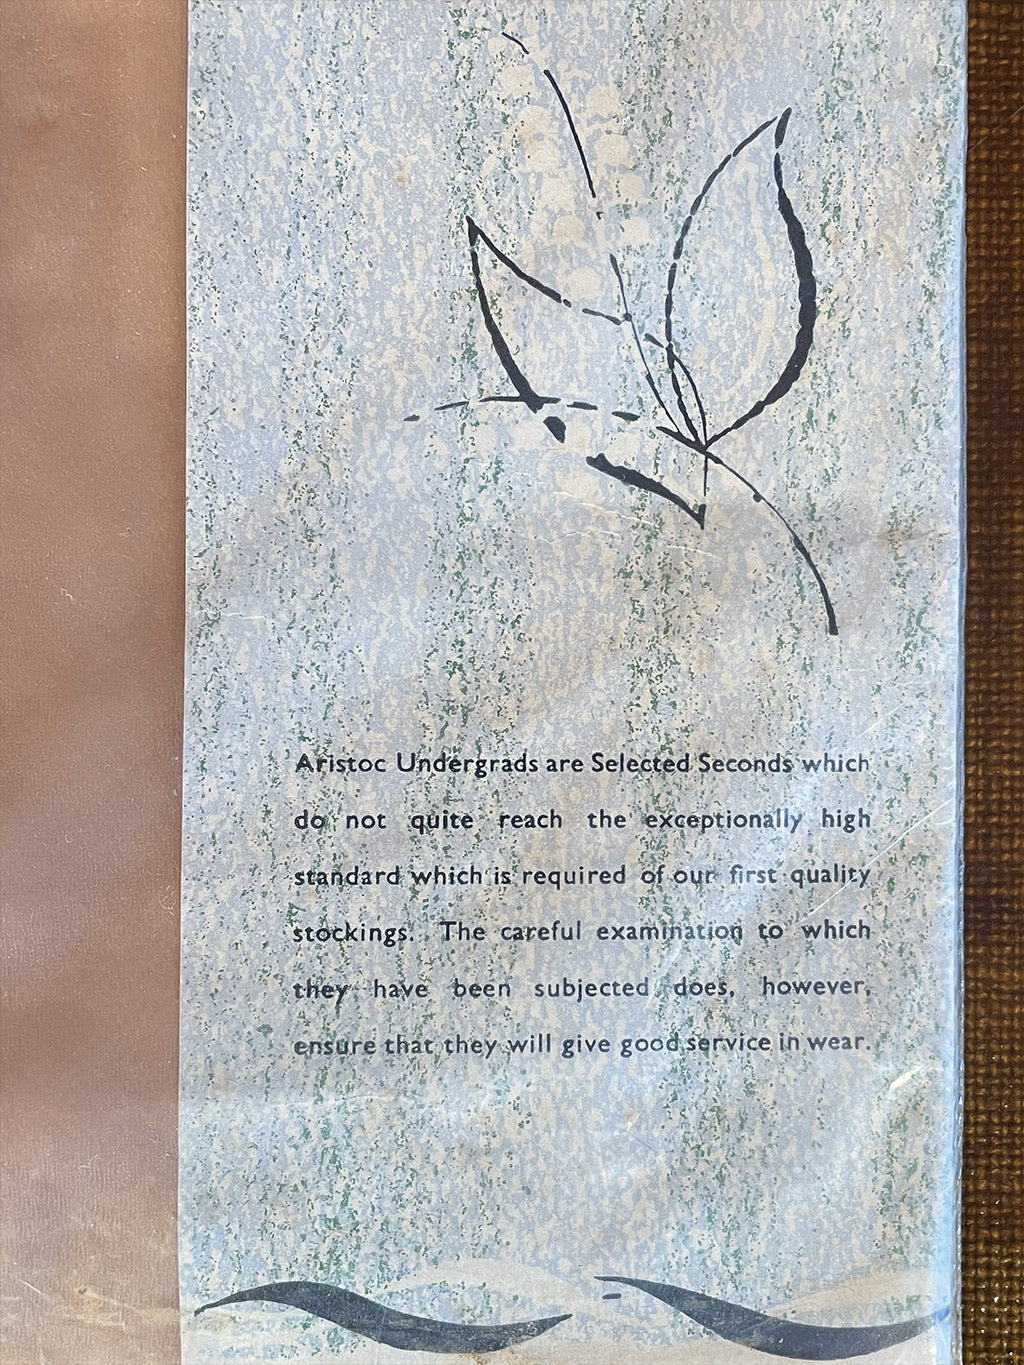 Aristoc Undergrads are Selected Seconds which
do not quite reach the exceptionally high
standard which is required of our first quality
stockings. The careful examination to which
they have been subjected does, however,
ensure that they will give good service in wear.